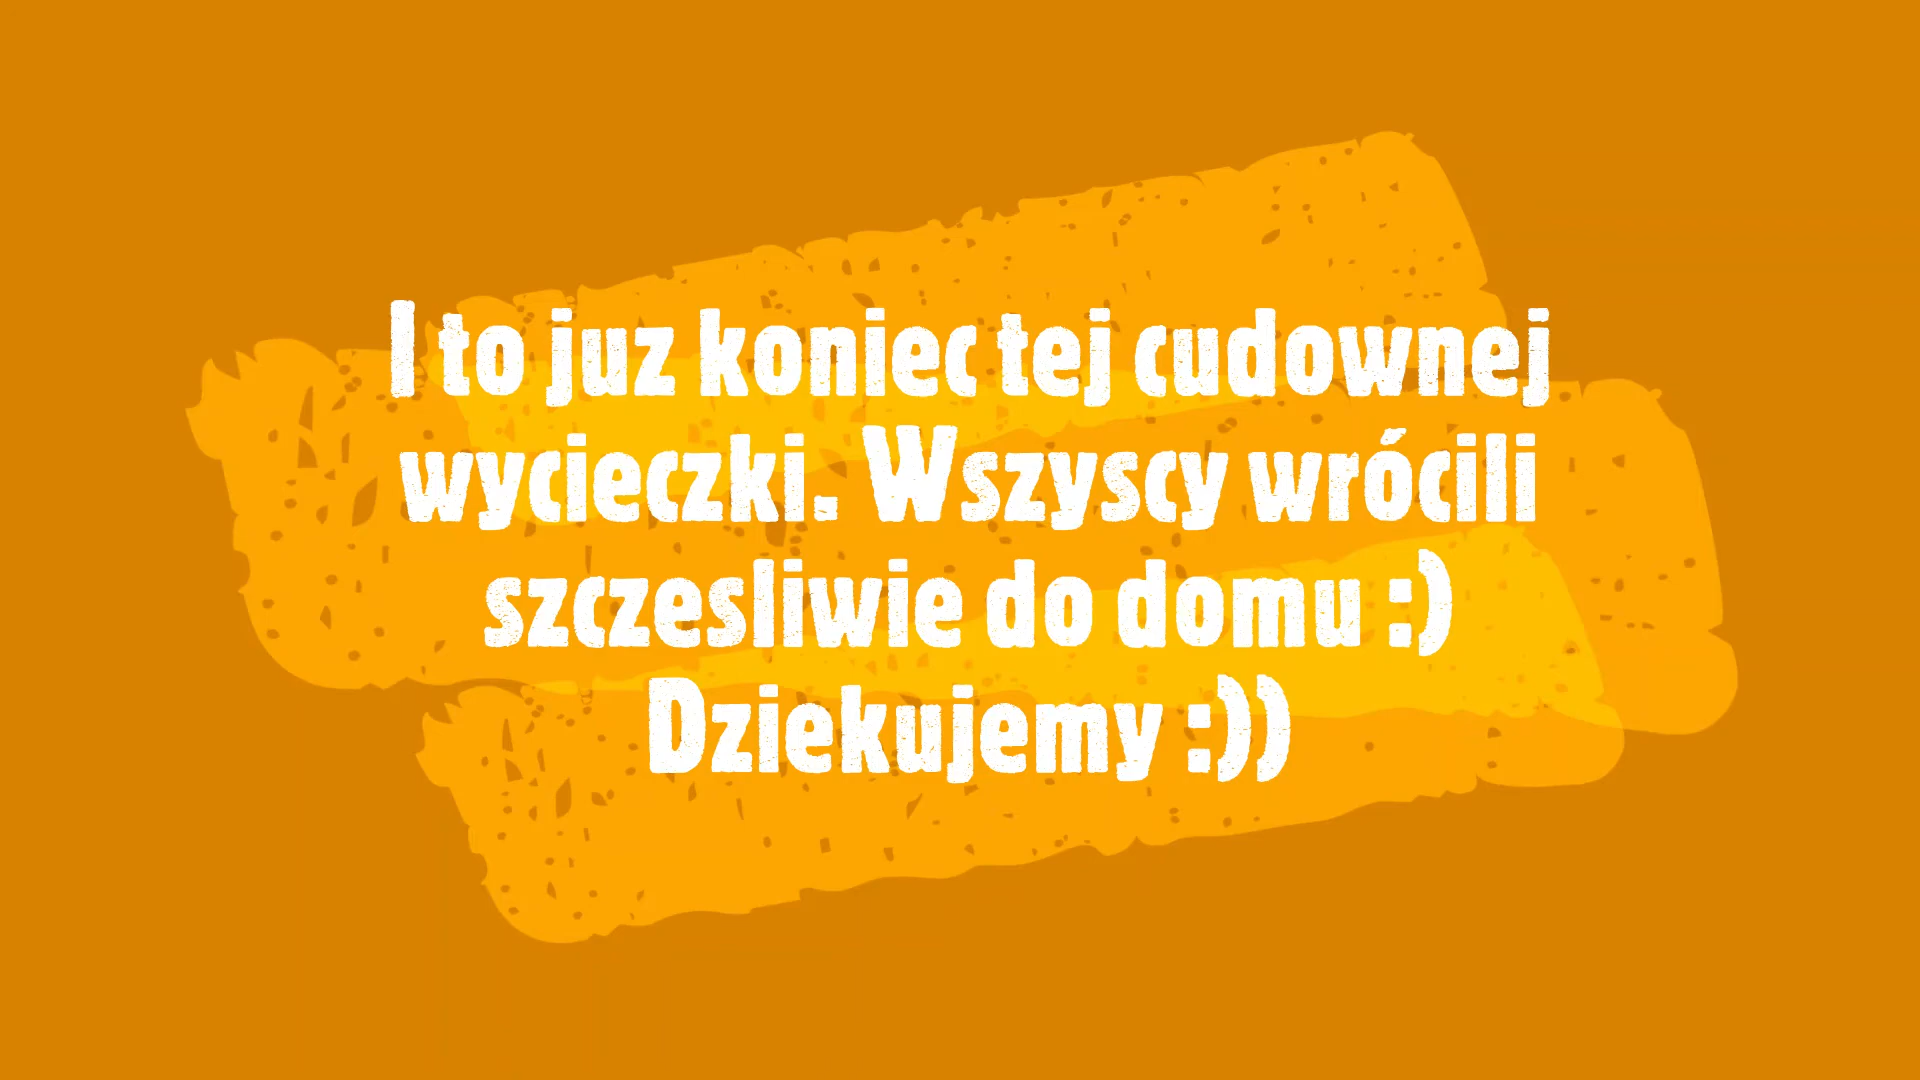 I to juz koniec tej cudownej
wycieczki. Wszyscy wrócili
szczesliwie do domu :)
Dziekujemy :))